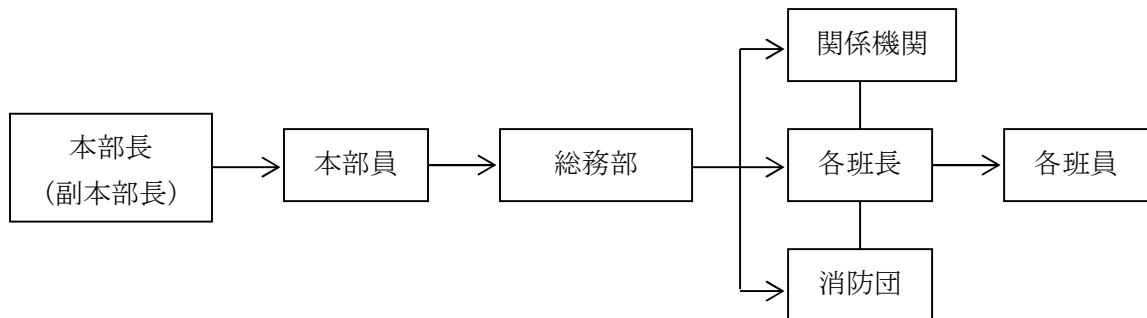 関係機関
本部長
(副本部長)
本部員
総務部
各班長
各班員
消防団